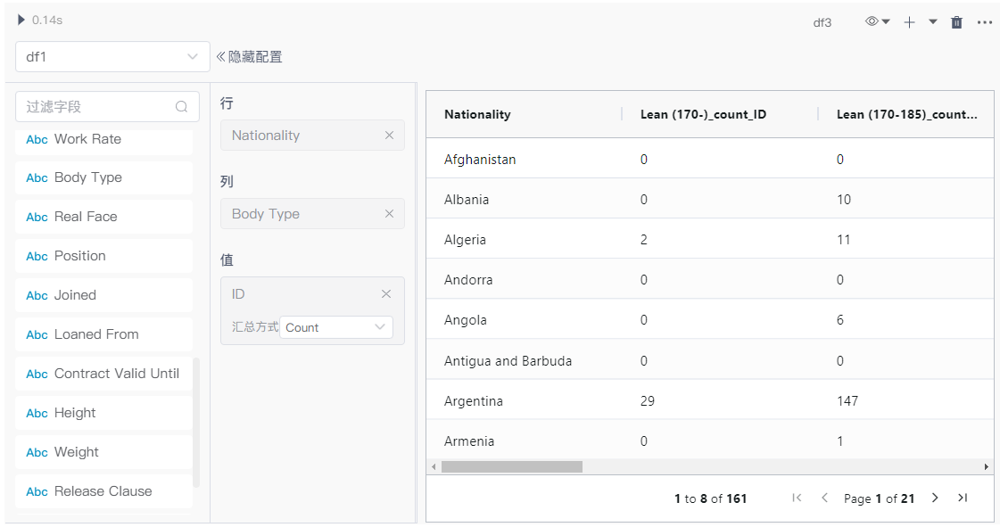 0.14s
df3
df1
隐藏配置
过滤字段
Abc Work Rate
Abc Body Type
Abc Real Face
Abc Position
Abc Joined
Abc Loaned From
Abc Contract Valid Until
Abc Height
Abc Weight
Abc Release Clause
行
Nationality
列
Body Type
值
ID
汇总方式 Count
Nationality Lean (170-)_count_ID Lean (170-185)_count...
Afghanistan 0 0
Albania 0 10
Algeria 2 11
Andorra 0 0
Angola 0 6
Antigua and Barbuda 0 0
Argentina 29 147
Armenia 0 1
1 to 8 of 161 Page 1 of 21